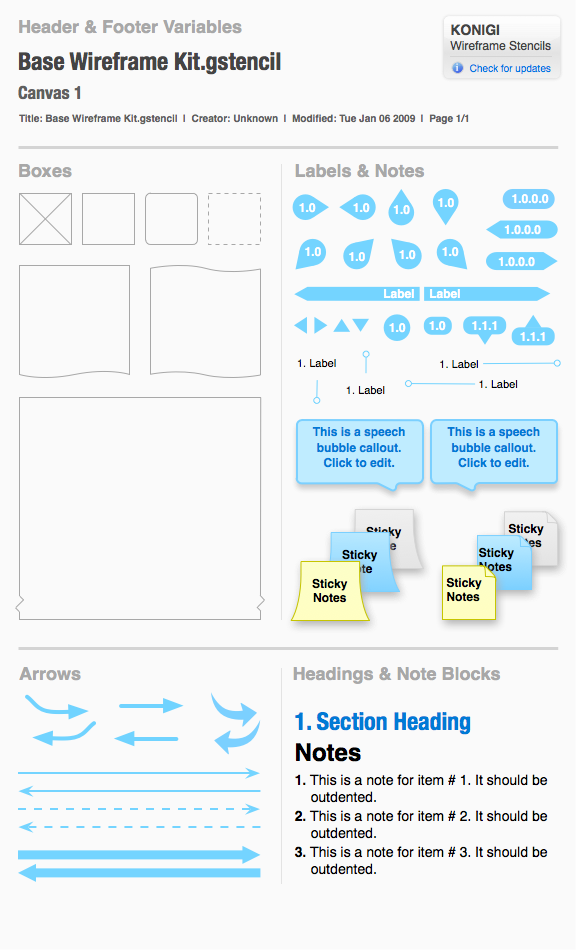 Header & Footer Variables
KONIGI
Wireframe Stencils
Check for updates
Base Wireframe Kit.gstencil
Canvas 1
Title: Base Wireframe Kit.gstencil I Creator: Unknown I Modified: Tue Jan 06 2009 I Page 1/1
Boxes
Labels & Notes
1.0 1.0 1.0 1.0 1.0.0.0
1.0.0.0
1.0 1.0 1.0 1.0 1.0.0.0
Label Label
1.0 1.0 1.1.1 1.1.1
1. Label 1. Label
1. Label 1. Label
This is a speech
bubble callout.
Click to edit.
This is a speech
bubble callout.
Click to edit.
Sticky
Sticky
Sticky
Notes
Sticky
Sticky
Notes
Sticky
Notes
Arrows
Headings & Note Blocks
1. Section Heading
Notes
1. This is a note for item # 1. It should be
outdented.
2. This is a note for item # 2. It should be
outdented.
3. This is a note for item # 3. It should be
outdented.